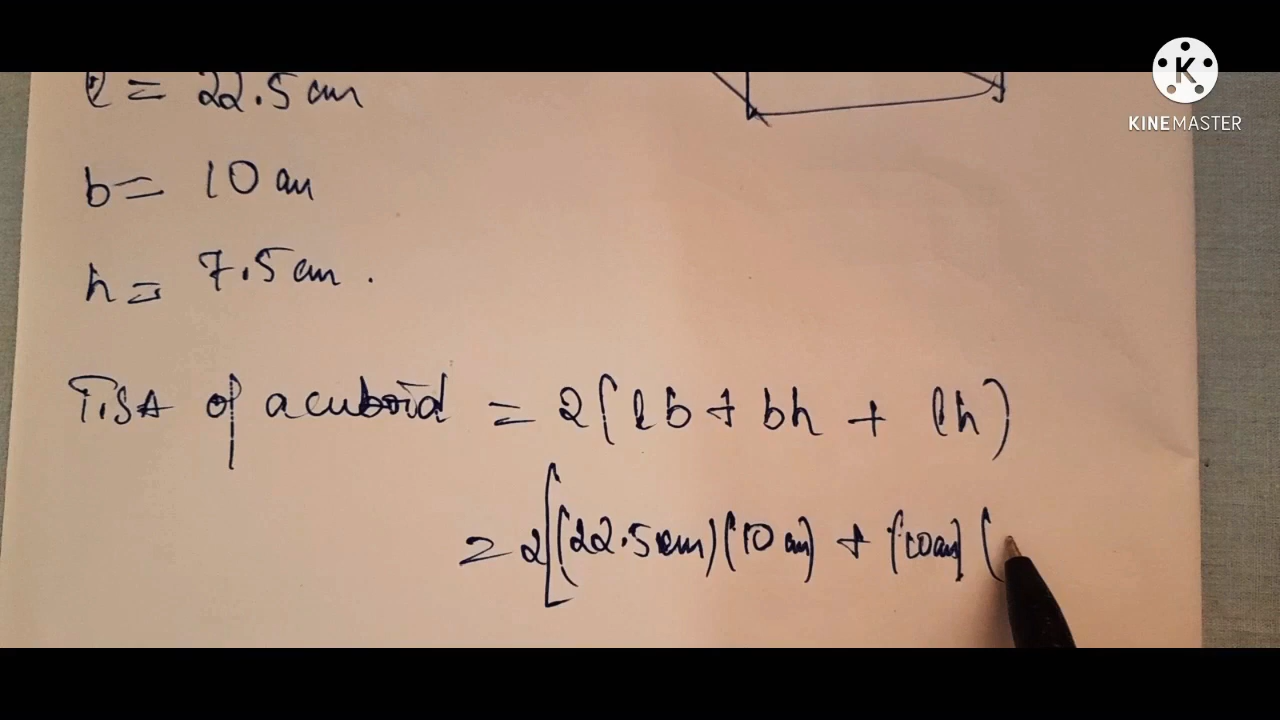 l = 22.5 cm
K
KINEMASTER
b = 10 cm
h = 7.5 cm.
T.S.A of a cuboid = 2(lb + bh + lh)
= 2[(22.5 cm)(10 cm) + (10 cm)(